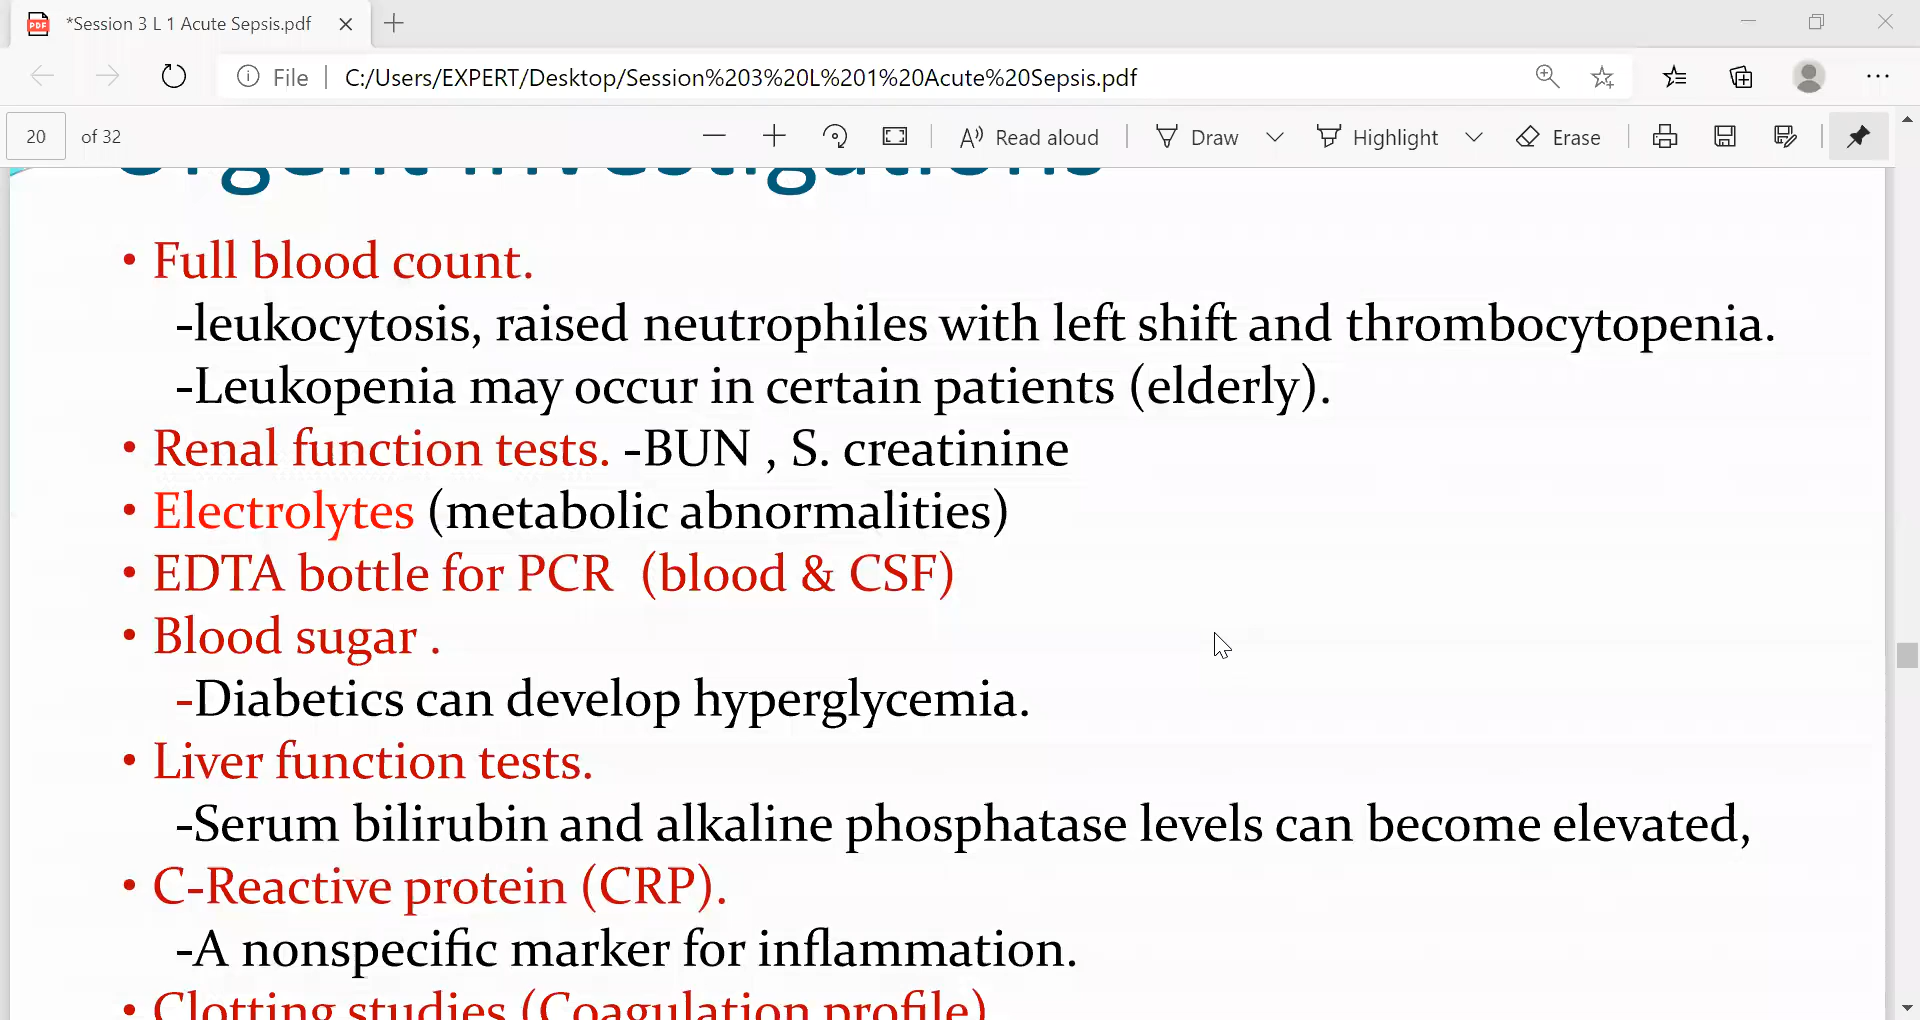 *Session 3 L 1 Acute Sepsis.pdf
File | C:/Users/EXPERT/Desktop/Session%203%20L%201%20Acute%20Sepsis.pdf
20 of 32 Read aloud Draw Highlight Erase
Urgent investigations
• Full blood count.
-leukocytosis, raised neutrophiles with left shift and thrombocytopenia.
-Leukopenia may occur in certain patients (elderly).
• Renal function tests. -BUN , S. creatinine
• Electrolytes (metabolic abnormalities)
• EDTA bottle for PCR (blood & CSF)
• Blood sugar .
-Diabetics can develop hyperglycemia.
• Liver function tests.
-Serum bilirubin and alkaline phosphatase levels can become elevated,
• C-Reactive protein (CRP).
-A nonspecific marker for inflammation.
• Clotting studies (Coagulation profile)